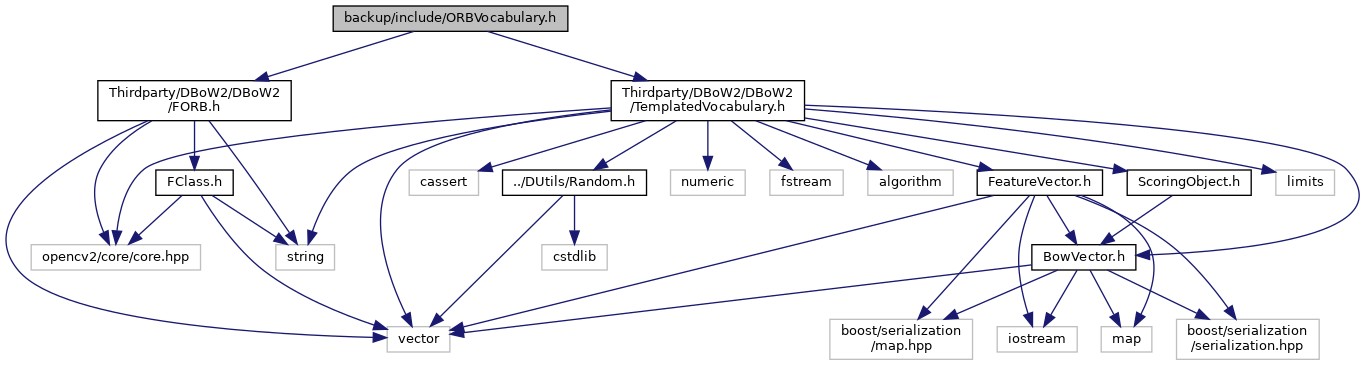 backup/include/ORBVocabulary.h
Thirdparty/DBoW2/DBoW2
/FORB.h
Thirdparty/DBoW2/DBoW2
/TemplatedVocabulary.h
FClass.h
cassert
../DUtils/Random.h
numeric
fstream
algorithm
FeatureVector.h
ScoringObject.h
limits
opencv2/core/core.hpp
string
cstdlib
BowVector.h
vector
boost/serialization
/map.hpp
iostream
map
boost/serialization
/serialization.hpp